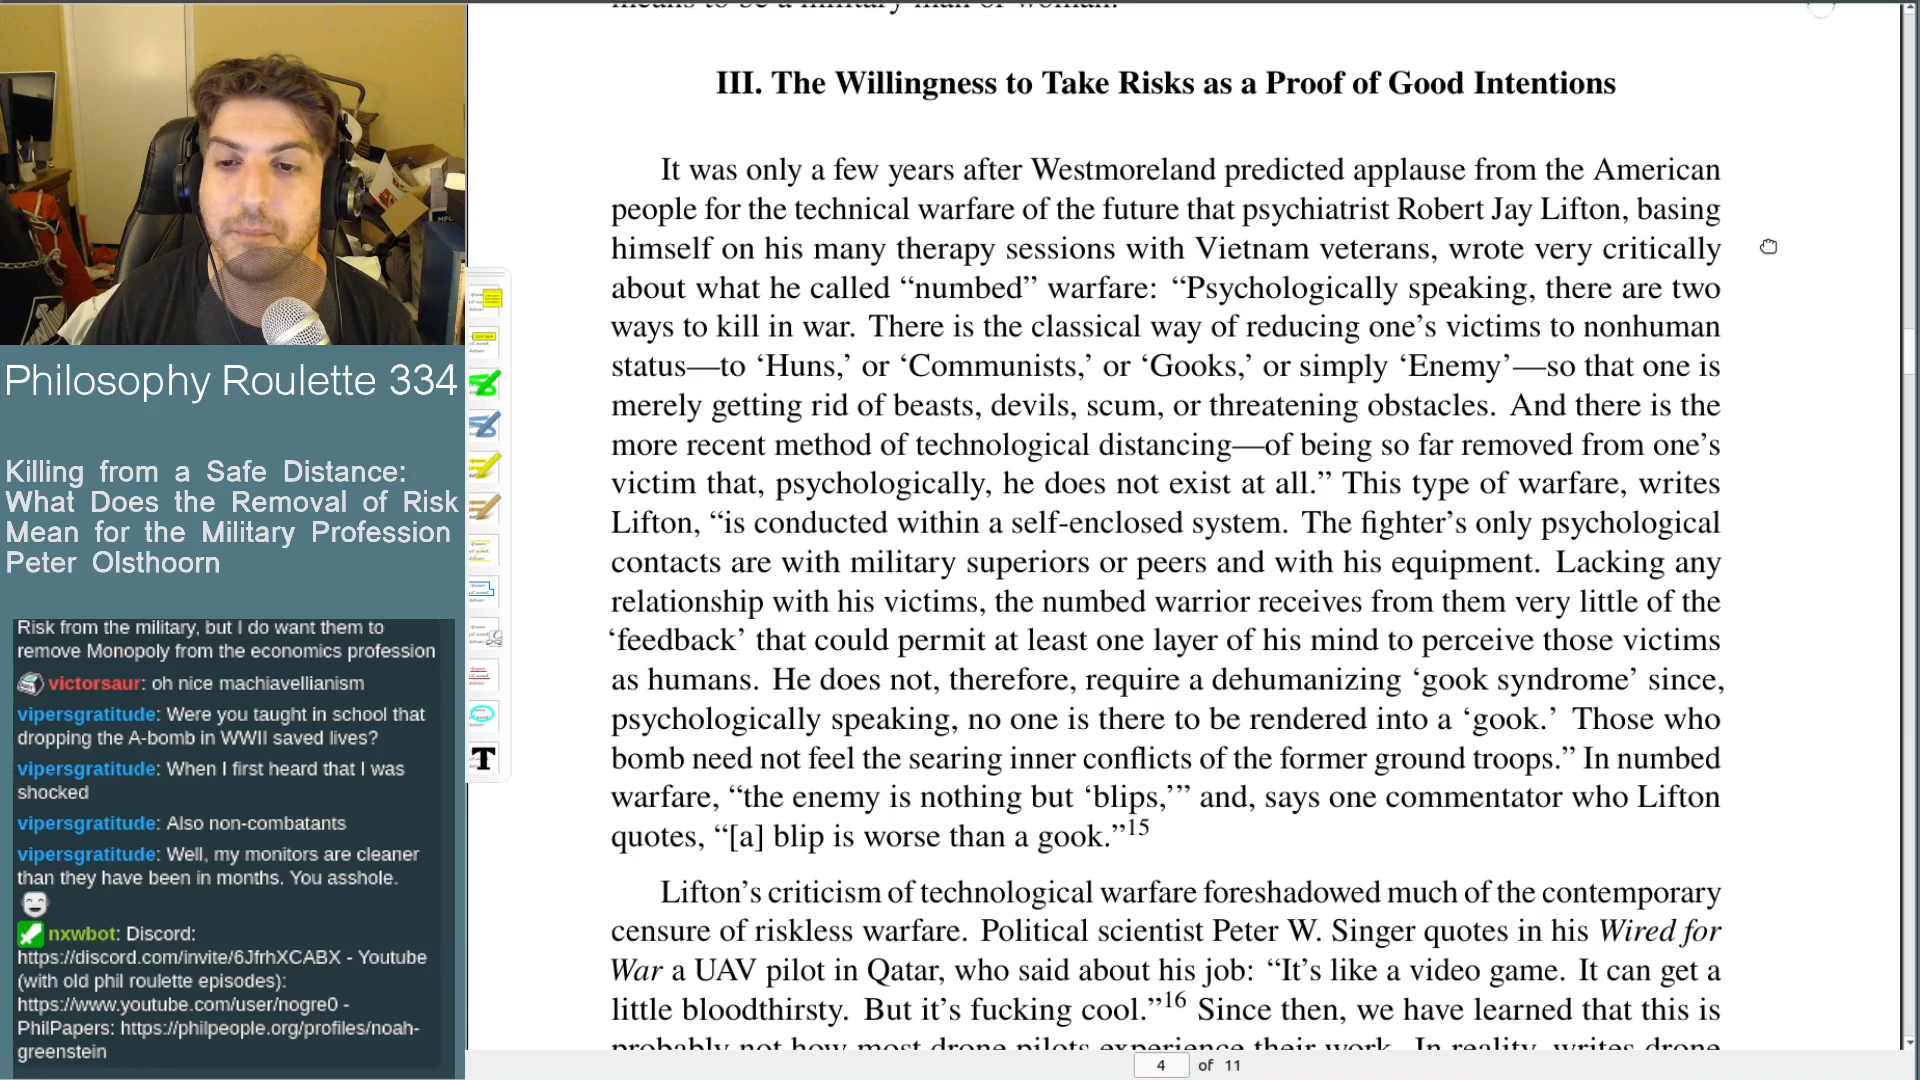 means to be a military man or woman.
III. The Willingness to Take Risks as a Proof of Good Intentions
It was only a few years after Westmoreland predicted applause from the American
people for the technical warfare of the future that psychiatrist Robert Jay Lifton, basing
himself on his many therapy sessions with Vietnam veterans, wrote very critically
about what he called “numbed” warfare: “Psychologically speaking, there are two
ways to kill in war. There is the classical way of reducing one’s victims to nonhuman
status—to ‘Huns,’ or ‘Communists,’ or ‘Gooks,’ or simply ‘Enemy’—so that one is
merely getting rid of beasts, devils, scum, or threatening obstacles. And there is the
more recent method of technological distancing—of being so far removed from one’s
victim that, psychologically, he does not exist at all.” This type of warfare, writes
Lifton, “is conducted within a self-enclosed system. The fighter’s only psychological
contacts are with military superiors or peers and with his equipment. Lacking any
relationship with his victims, the numbed warrior receives from them very little of the
‘feedback’ that could permit at least one layer of his mind to perceive those victims
as humans. He does not, therefore, require a dehumanizing ‘gook syndrome’ since,
psychologically speaking, no one is there to be rendered into a ‘gook.’ Those who
bomb need not feel the searing inner conflicts of the former ground troops.” In numbed
warfare, “the enemy is nothing but ‘blips,’” and, says one commentator who Lifton
quotes, “[a] blip is worse than a gook.”15
Lifton’s criticism of technological warfare foreshadowed much of the contemporary
censure of riskless warfare. Political scientist Peter W. Singer quotes in his Wired for
War a UAV pilot in Qatar, who said about his job: “It’s like a video game. It can get a
little bloodthirsty. But it’s fucking cool.”16 Since then, we have learned that this is
probably not how most drone pilots experience their work. In reality, writes drone
4 of 11
Philosophy Roulette 334
Killing from a Safe Distance:
What Does the Removal of Risk
Mean for the Military Profession
Peter Olsthoorn
Risk from the military, but I do want them to
remove Monopoly from the economics profession
victorsaur: oh nice machiavellianism
vipersgratitude: Were you taught in school that
dropping the A-bomb in WWII saved lives?
vipersgratitude: When I first heard that I was
shocked
vipersgratitude: Also non-combatants
vipersgratitude: Well, my monitors are cleaner
than they have been in months. You asshole.
nxwbot: Discord:
https://discord.com/invite/6JfrhXCABX - Youtube
(with old phil roulette episodes):
https://www.youtube.com/user/nogre0 -
PhilPapers: https://philpeople.org/profiles/noah-
greenstein
T